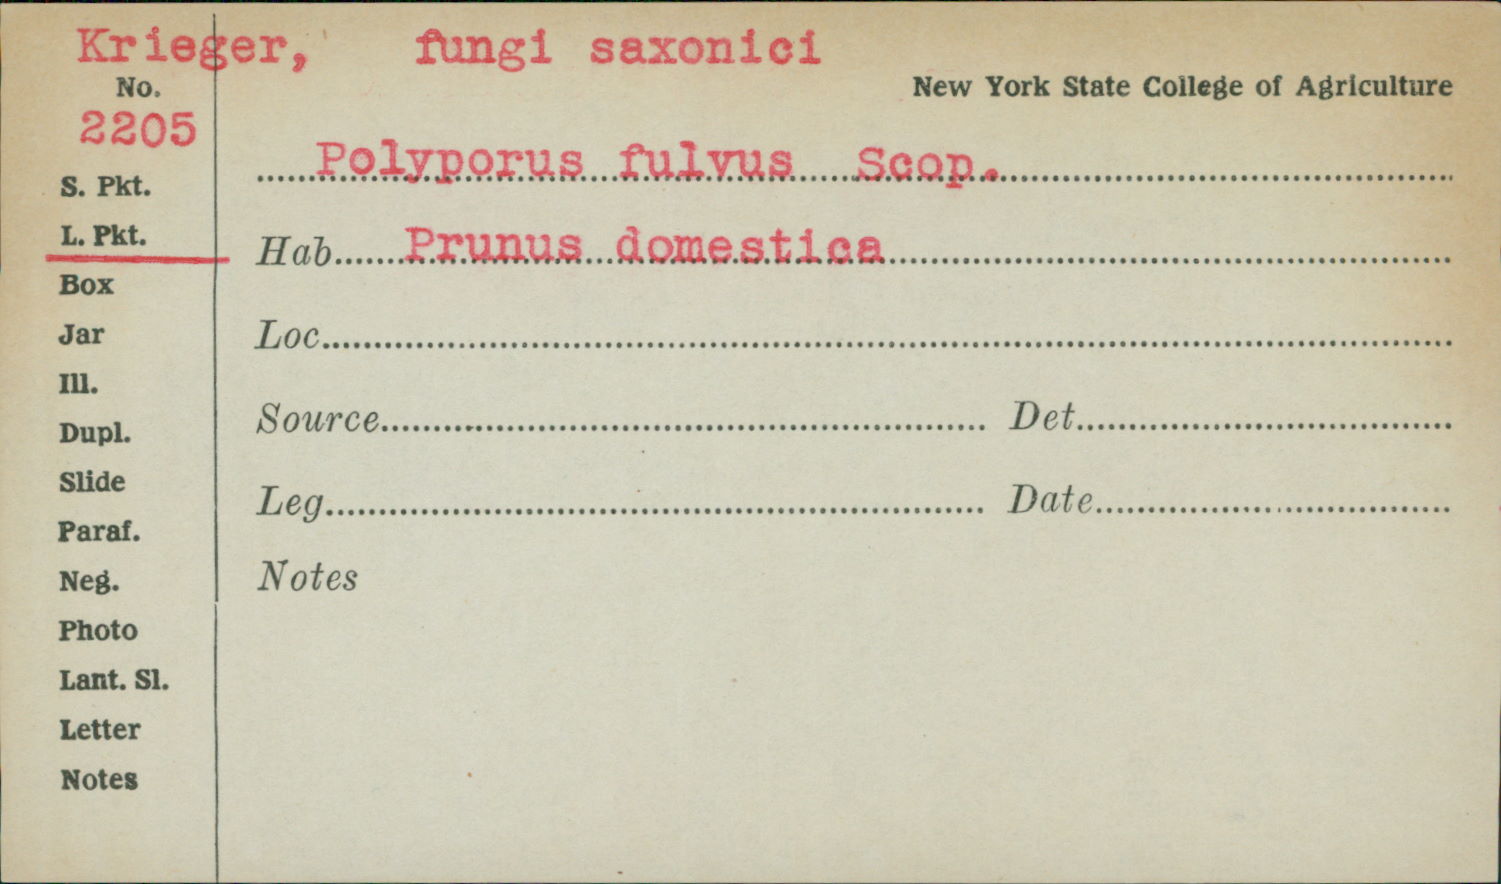 Krieger, fungi saxonici
No.
New York State College of Agriculture
2205
Polyporus fulvus Scop.
S. Pkt.
L. Pkt.
Hab. Prunus domestica
Box
Jar
Loc.
Ill.
Source Det.
Dupl.
Slide
Leg. Date
Paraf.
Neg.
Notes
Photo
Lant. Sl.
Letter
Notes